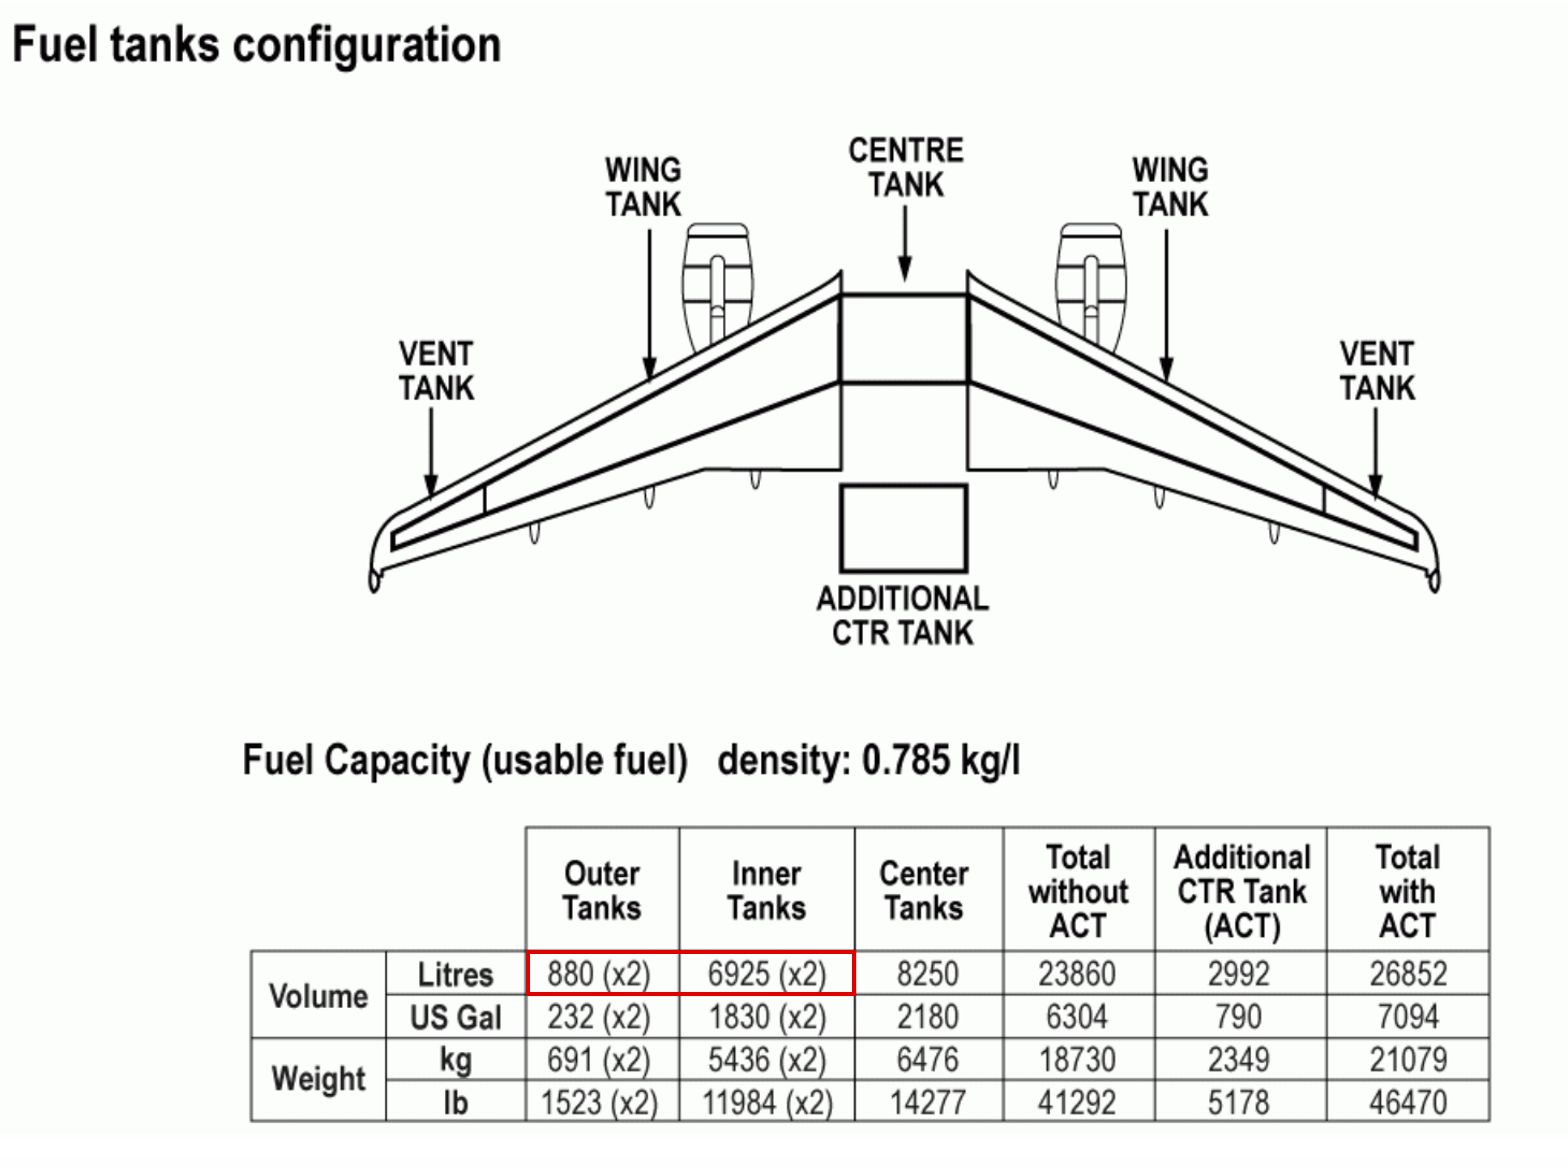 Fuel tanks configuration
CENTRE
TANK
WING
TANK
WING
TANK
VENT
TANK
VENT
TANK
ADDITIONAL
CTR TANK
Fuel Capacity (usable fuel) density: 0.785 kg/l
Outer Tanks Inner Tanks Center Tanks Total without ACT Additional CTR Tank (ACT) Total with ACT
Volume Litres 880 (x2) 6925 (x2) 8250 23860 2992 26852
US Gal 232 (x2) 1830 (x2) 2180 6304 790 7094
Weight kg 691 (x2) 5436 (x2) 6476 18730 2349 21079
lb 1523 (x2) 11984 (x2) 14277 41292 5178 46470